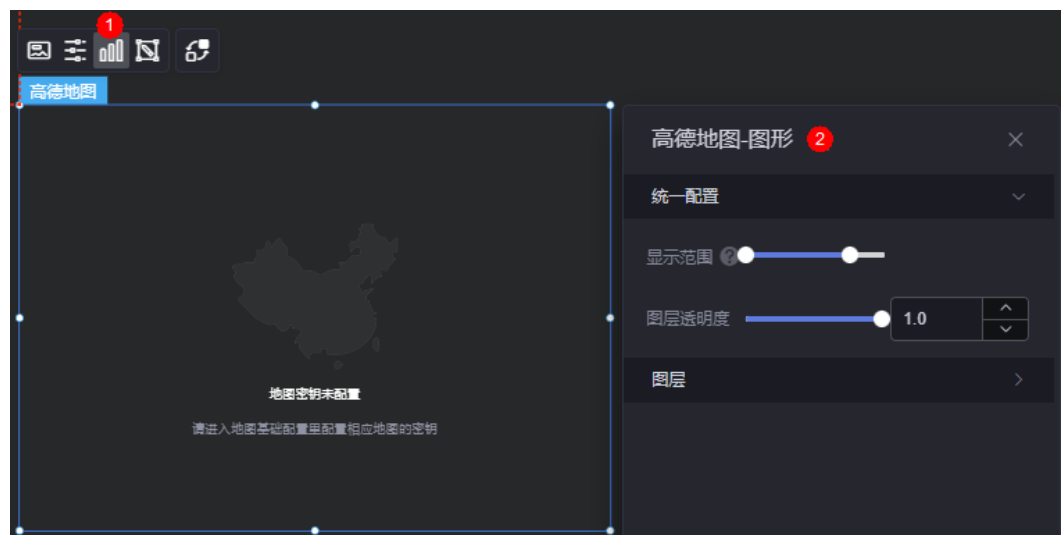 1
高德地图
高德地图-图形 2
统一配置
显示范围 ?
图层透明度 1.0
图层
地图密钥未配置
请进入地图基础配置里配置相应地图的密钥